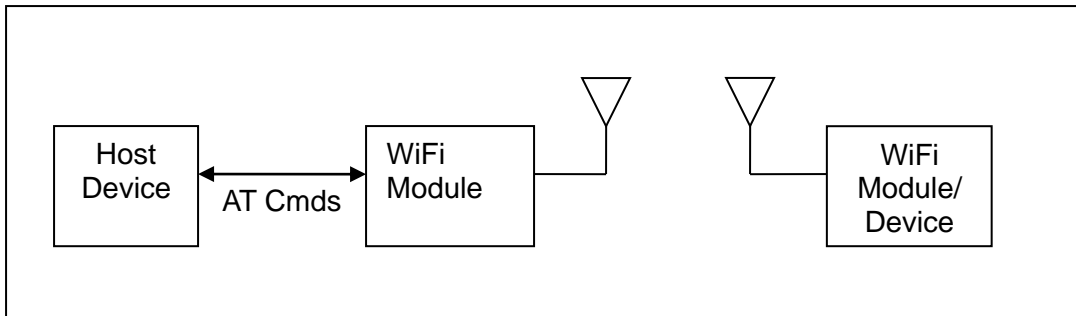 Host
Device
AT Cmds
WiFi
Module
WiFi
Module/
Device